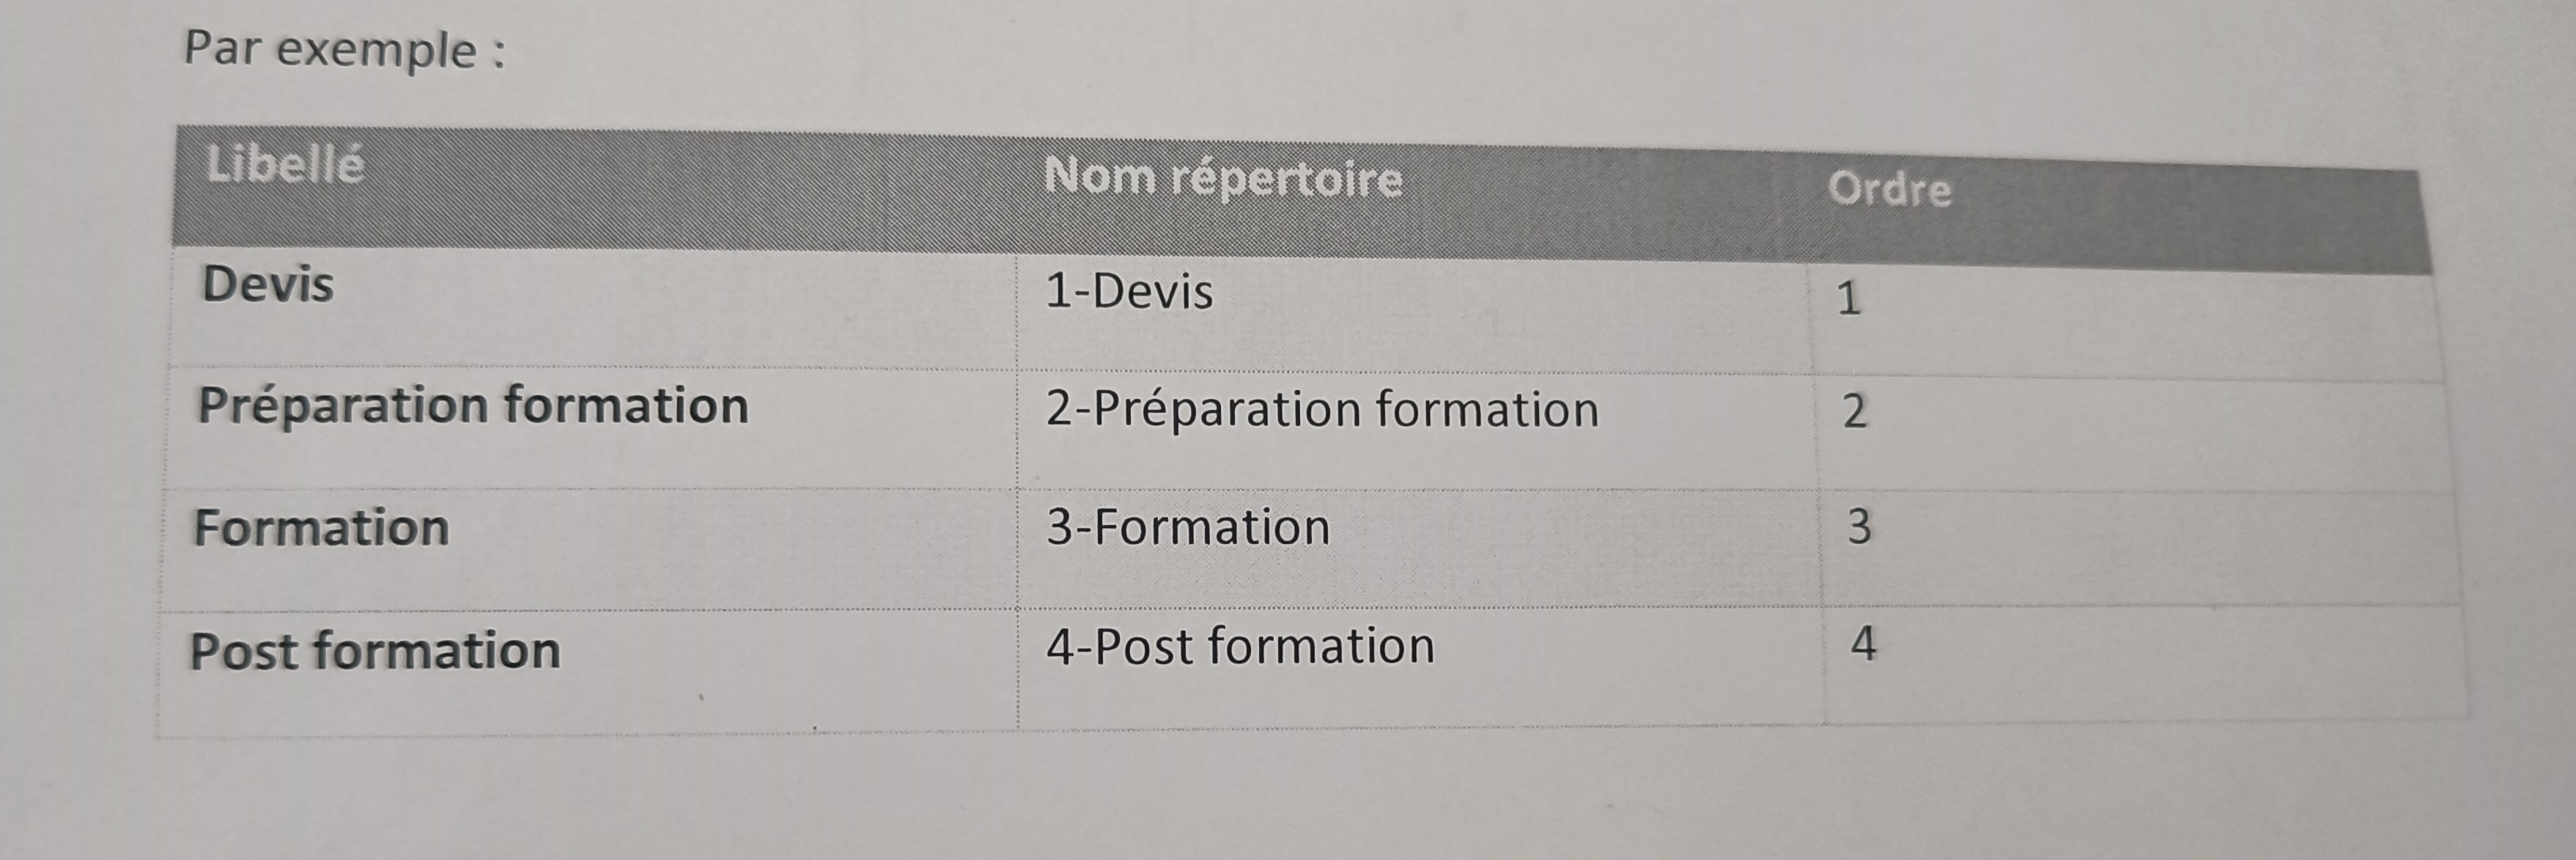 Par exemple :
Libellé Nom répertoire Ordre
Devis 1-Devis 1
Préparation formation 2-Préparation formation 2
Formation 3-Formation 3
Post formation 4-Post formation 4